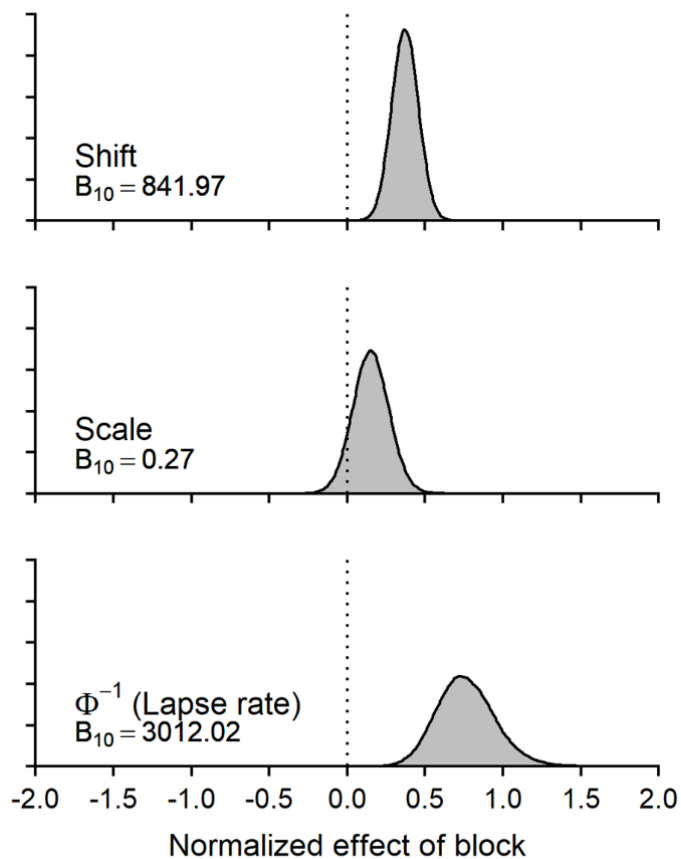 Shift
B₁₀ = 841.97
Scale
B₁₀ = 0.27
Φ⁻¹ (Lapse rate)
B₁₀ = 3012.02
-2.0 -1.5 -1.0 -0.5 0.0 0.5 1.0 1.5 2.0
Normalized effect of block